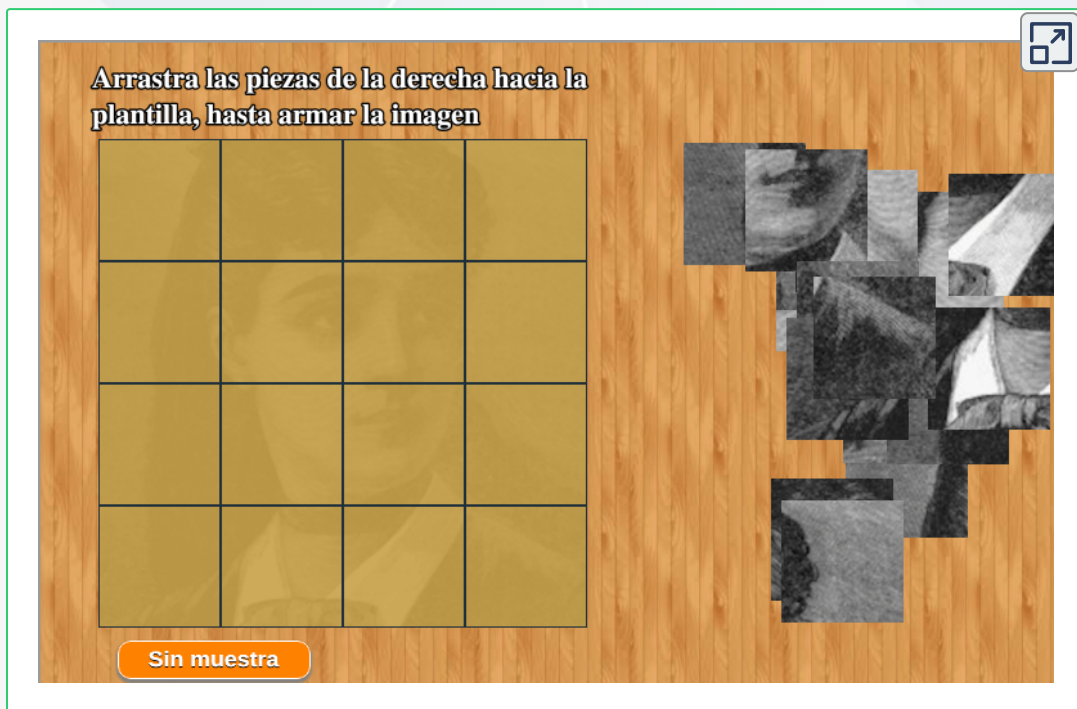 Arrastra las piezas de la derecha hacia la
plantilla, hasta armar la imagen
Sin muestra